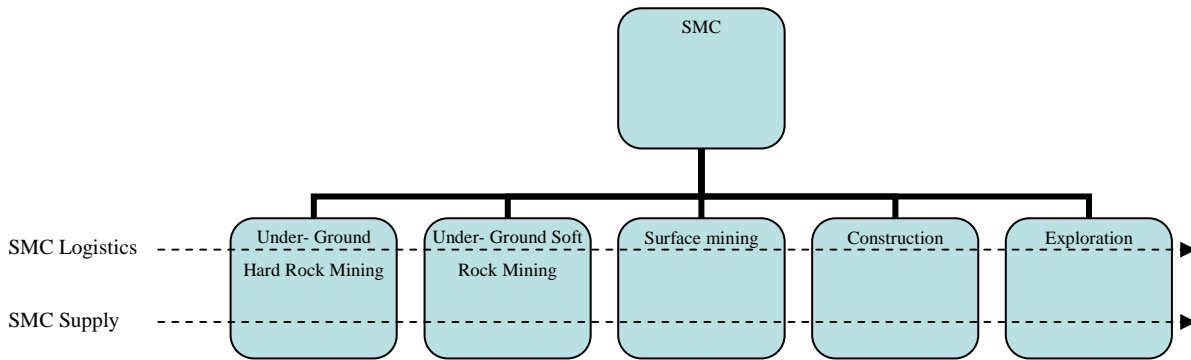 SMC
Under- Ground
Hard Rock Mining
Under- Ground Soft
Rock Mining
Surface mining
Construction
Exploration
SMC Logistics
SMC Supply